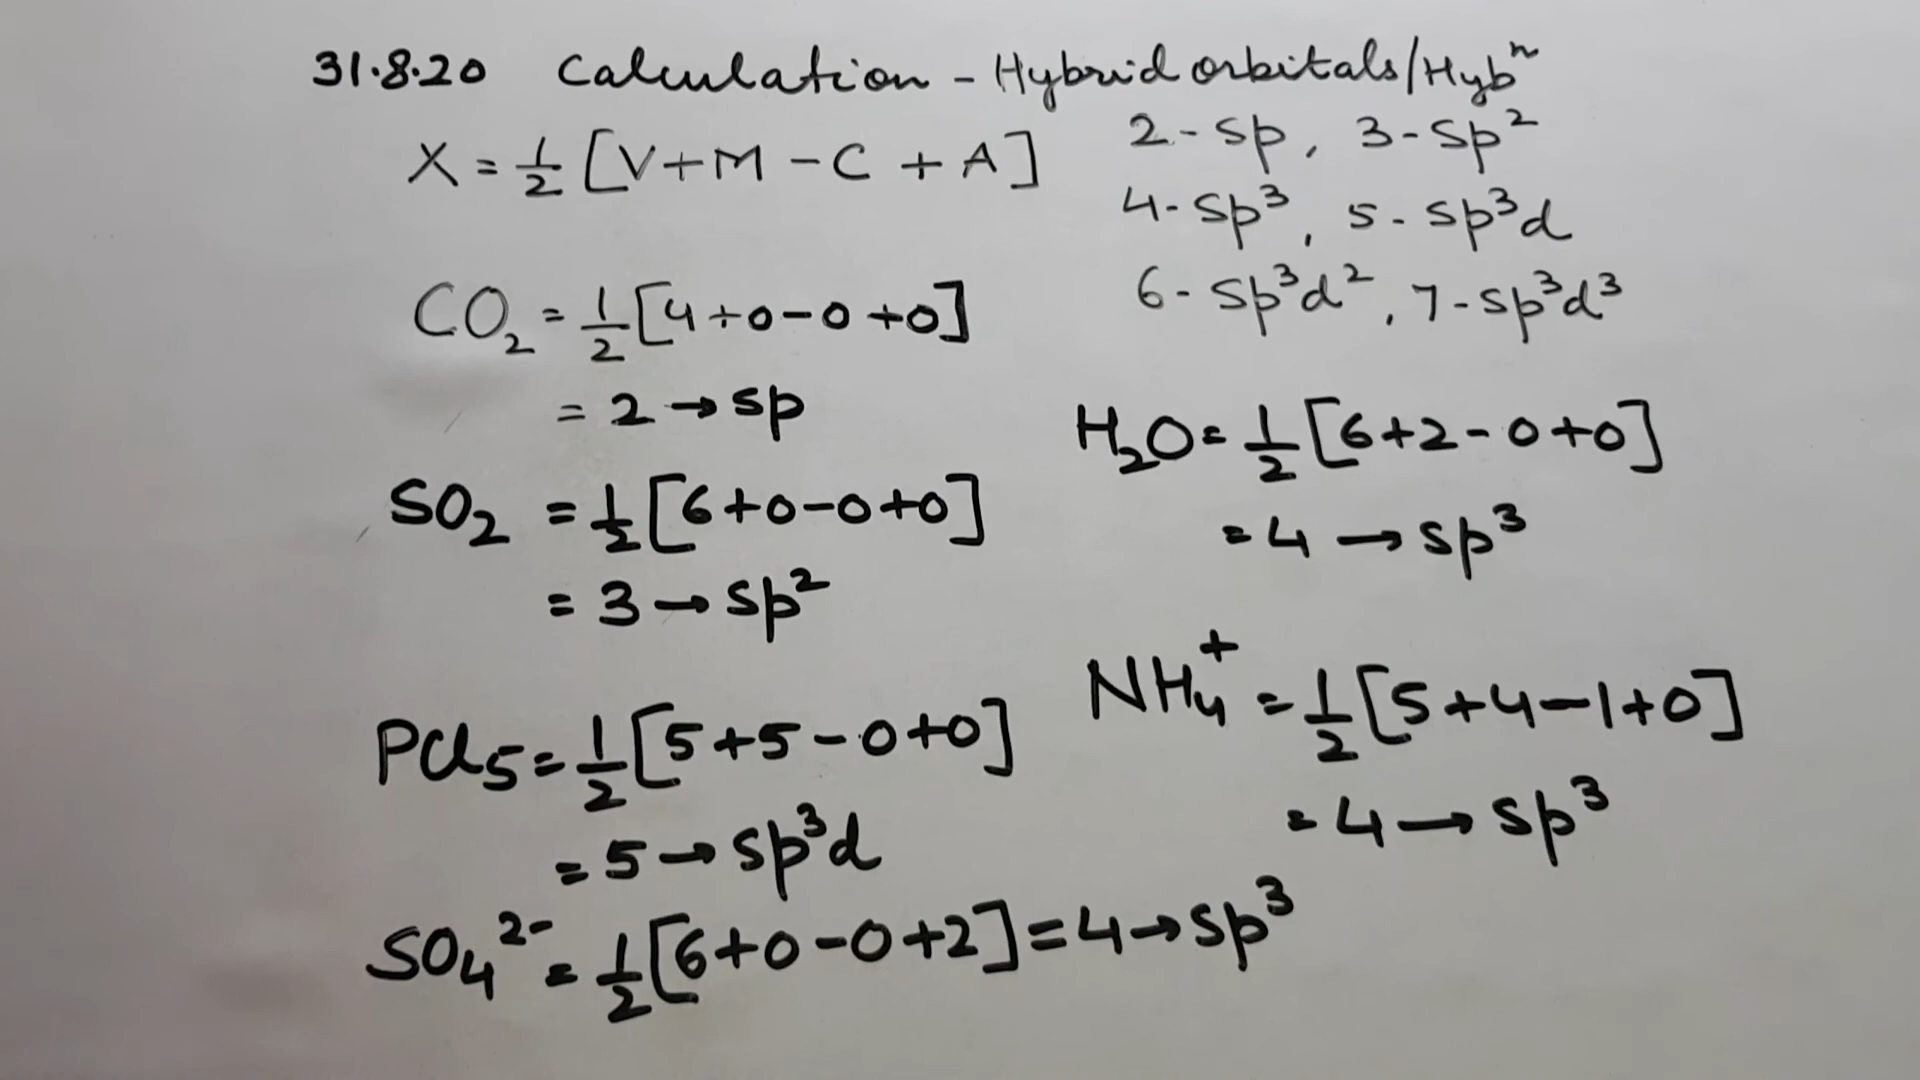 31.8.20 Calculation - Hybrid orbitals/Hybⁿ
X = 1/2 [V+M-C+A]
2-sp, 3-sp²
4-sp³, 5-sp³d
6-sp³d², 7-sp³d³
CO₂ = 1/2 [4+0-0+0]
= 2 → sp
SO₂ = 1/2 [6+0-0+0]
= 3 → sp²
PCl₅ = 1/2 [5+5-0+0]
= 5 → sp³d
H₂O = 1/2 [6+2-0+0]
= 4 → sp³
NH₄⁺ = 1/2 [5+4-1+0]
= 4 → sp³
SO₄²⁻ = 1/2 [6+0-0+2] = 4 → sp³